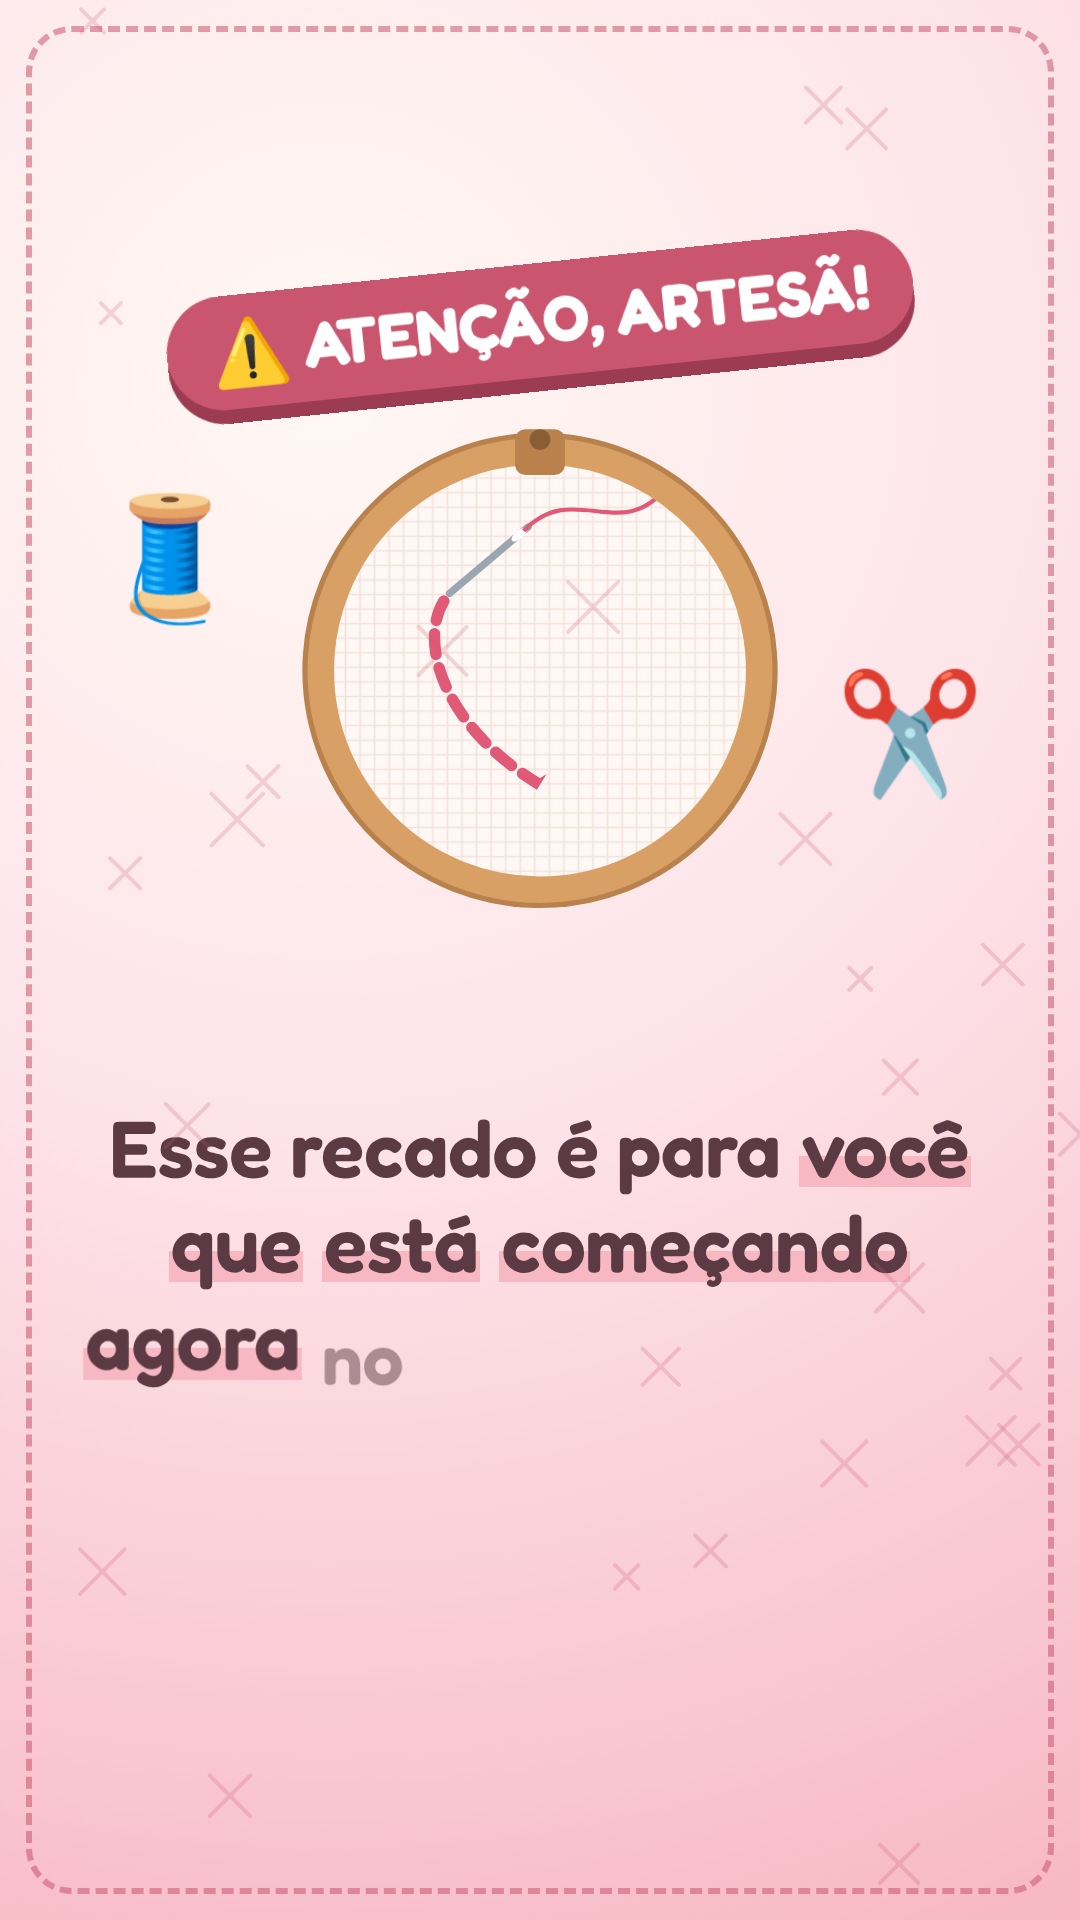 ⚠️ ATENÇÃO, ARTESÃ!
Esse recado é para você
que está começando
agora no